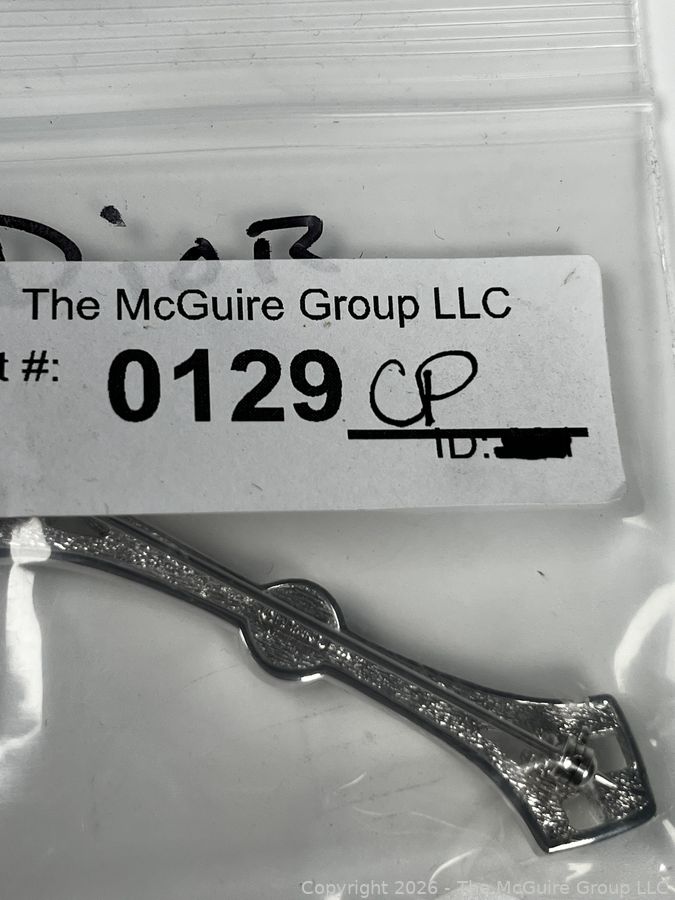 DioR
The McGuire Group LLC
t #: 0129 CP
ID:
Copyright 2026 - The McGuire Group LLC